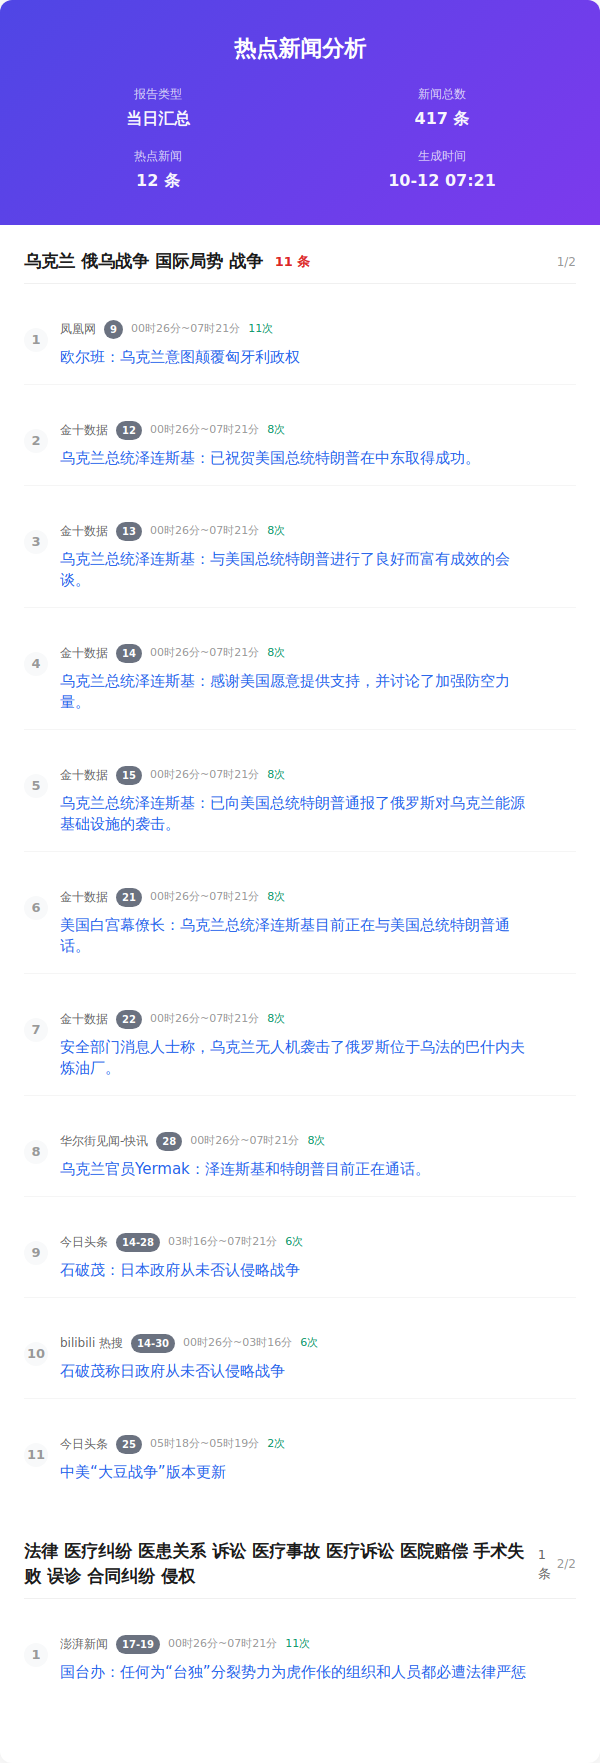 热点新闻分析
报告类型
新闻总数
当日汇总
417 条
热点新闻
生成时间
12 条
10-12 07:21
乌克兰 俄乌战争 国际局势 战争 11 条 1/2
1 凤凰网 9 00时26分~07时21分 11次
欧尔班：乌克兰意图颠覆匈牙利政权
2 金十数据 12 00时26分~07时21分 8次
乌克兰总统泽连斯基：已祝贺美国总统特朗普在中东取得成功。
3 金十数据 13 00时26分~07时21分 8次
乌克兰总统泽连斯基：与美国总统特朗普进行了良好而富有成效的会
谈。
4 金十数据 14 00时26分~07时21分 8次
乌克兰总统泽连斯基：感谢美国愿意提供支持，并讨论了加强防空力
量。
5 金十数据 15 00时26分~07时21分 8次
乌克兰总统泽连斯基：已向美国总统特朗普通报了俄罗斯对乌克兰能源
基础设施的袭击。
6 金十数据 21 00时26分~07时21分 8次
美国白宫幕僚长：乌克兰总统泽连斯基目前正在与美国总统特朗普通
话。
7 金十数据 22 00时26分~07时21分 8次
安全部门消息人士称，乌克兰无人机袭击了俄罗斯位于乌法的巴什内夫
炼油厂。
8 华尔街见闻-快讯 28 00时26分~07时21分 8次
乌克兰官员Yermak：泽连斯基和特朗普目前正在通话。
9 今日头条 14-28 03时16分~07时21分 6次
石破茂：日本政府从未否认侵略战争
10 bilibili 热搜 14-30 00时26分~03时16分 6次
石破茂称日政府从未否认侵略战争
11 今日头条 25 05时18分~05时19分 2次
中美“大豆战争”版本更新
法律 医疗纠纷 医患关系 诉讼 医疗事故 医疗诉讼 医院赔偿 手术失
败 误诊 合同纠纷 侵权
1
条
2/2
1 澎湃新闻 17-19 00时26分~07时21分 11次
国台办：任何为“台独”分裂势力为虎作伥的组织和人员都必遭法律严惩